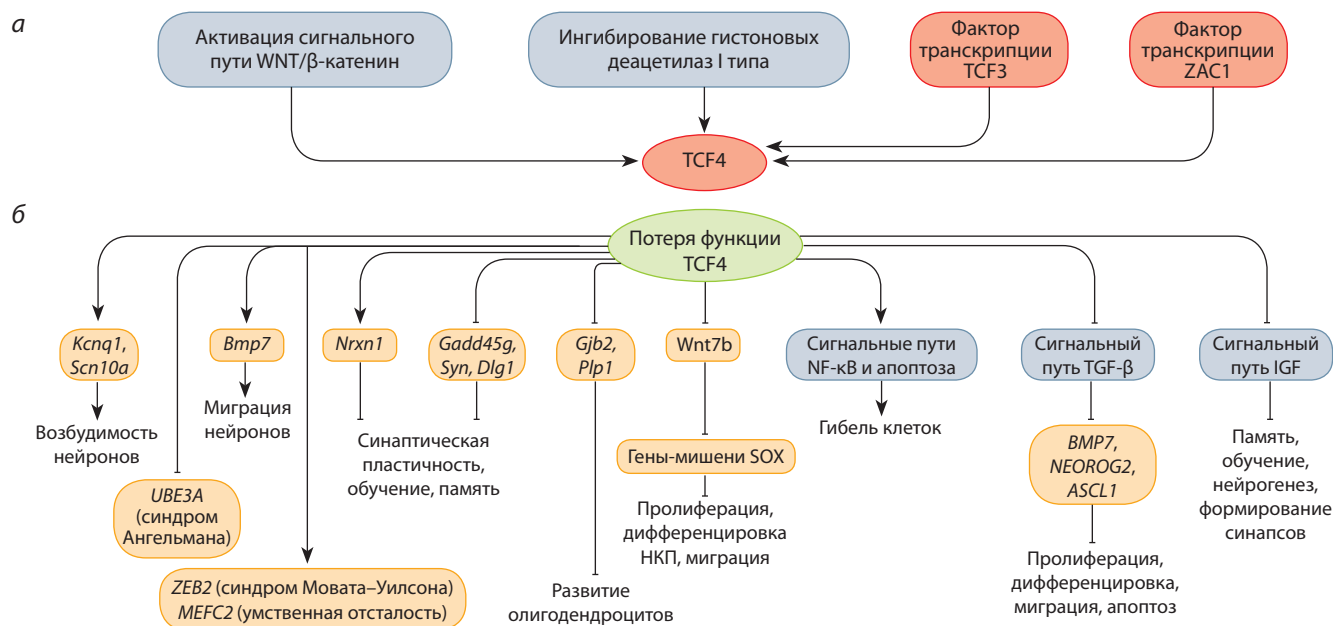 а
Активация сигнального
пути WNT/β-катенин
Ингибирование гистоновых
деацетилаз I типа
Фактор
транскрипции
TCF3
Фактор
транскрипции
ZAC1
TCF4
б
Потеря функции
TCF4
Kcnq1,
Scn10a
Bmp7
Nrxn1
Gadd45g,
Syn, Dlg1
Gjb2,
Plp1
Wnt7b
Сигнальные пути
NF-κB и апоптоза
Сигнальный
путь TGF-β
Сигнальный
путь IGF
Возбудимость
нейронов
Миграция
нейронов
Синаптическая
пластичность,
обучение, память
Гибель клеток
Память,
обучение,
нейрогенез,
формирование
синапсов
Гены-мишени SOX
BMP7,
NEOROG2,
ASCL1
UBE3A
(синдром
Ангельмана)
Пролиферация,
дифференцировка
НКП, миграция
Пролиферация,
дифференцировка,
миграция, апоптоз
ZEB2 (синдром Мовата–Уилсона)
MEFC2 (умственная отсталость)
Развитие
олигодендроцитов